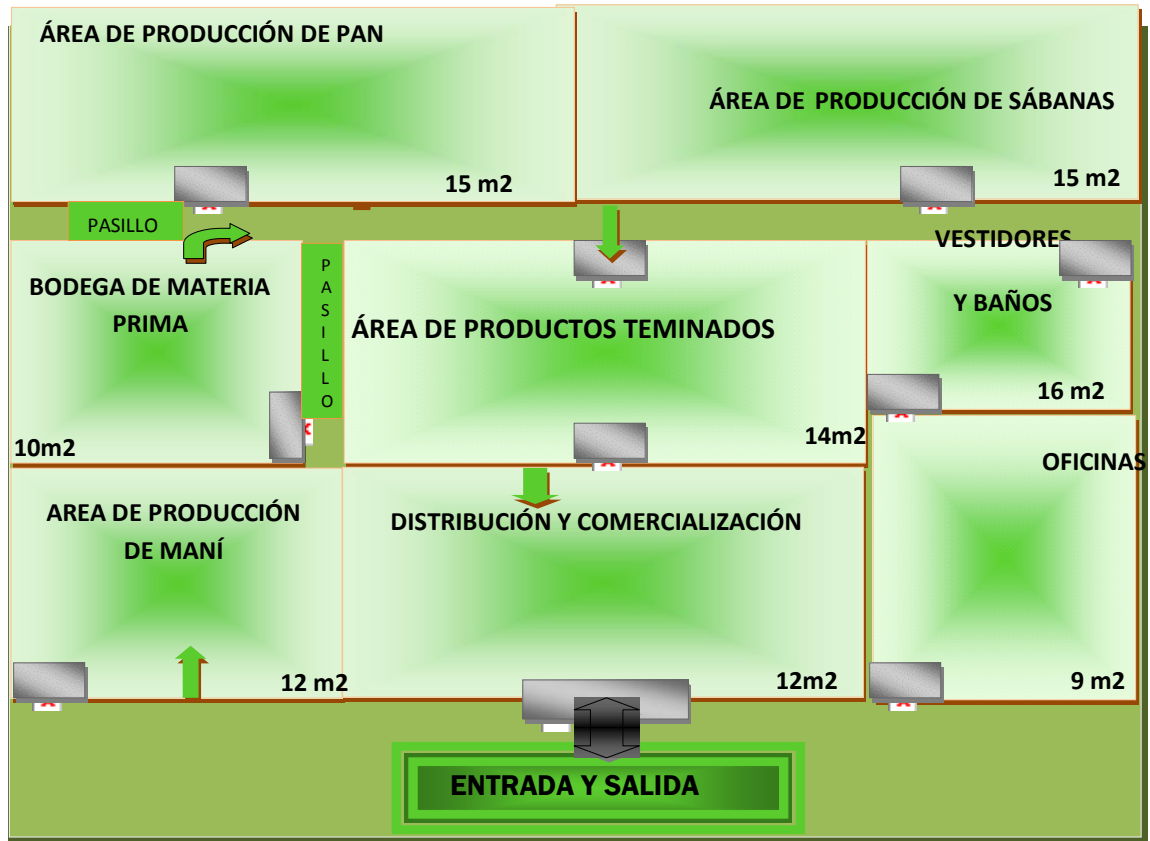 ÁREA DE PRODUCCIÓN DE PAN
15 m2
ÁREA DE PRODUCCIÓN DE SÁBANAS
15 m2
PASILLO
BODEGA DE MATERIA
PRIMA
10m2
PASILLO
ÁREA DE PRODUCTOS TEMINADOS
14m2
VESTIDORES
Y BAÑOS
16 m2
AREA DE PRODUCCIÓN
DE MANÍ
12 m2
DISTRIBUCIÓN Y COMERCIALIZACIÓN
12m2
OFICINAS
9 m2
ENTRADA Y SALIDA